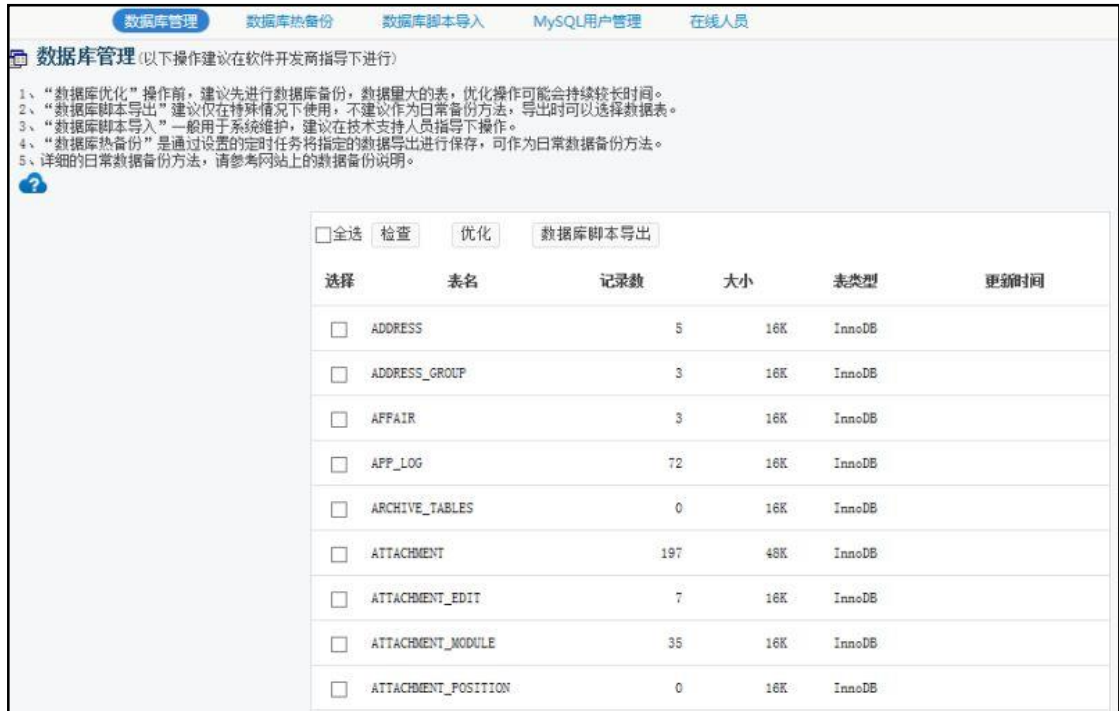 数据库管理 数据库热备份 数据库脚本导入 MySQL用户管理 在线人员
数据库管理(以下操作建议在软件开发商指导下进行)
1、“数据库优化”操作前，建议先进行数据库备份，数据量大的表，优化操作可能会持续较长时间。
2、“数据库脚本导出”建议仅在特殊情况下使用，不建议作为日常备份方法，导出时可以选择数据表。
3、“数据库脚本导入”一般用于系统维护，建议在技术支持人员指导下操作。
4、“数据库热备份”是通过设置的定时任务将指定的数据导出进行保存，可作为日常数据备份方法。
5、详细的日常数据备份方法，请参考网站上的数据备份说明。
全选 检查 优化 数据库脚本导出
选择 表名 记录数 大小 表类型 更新时间
ADDRESS 5 16K InnoDB
ADDRESS_GROUP 3 16K InnoDB
AFFAIR 3 16K InnoDB
APP_LOG 72 16K InnoDB
ARCHIVE_TABLES 0 16K InnoDB
ATTACHMENT 197 48K InnoDB
ATTACHMENT_EDIT 7 16K InnoDB
ATTACHMENT_MODULE 35 16K InnoDB
ATTACHMENT_POSITION 0 16K InnoDB